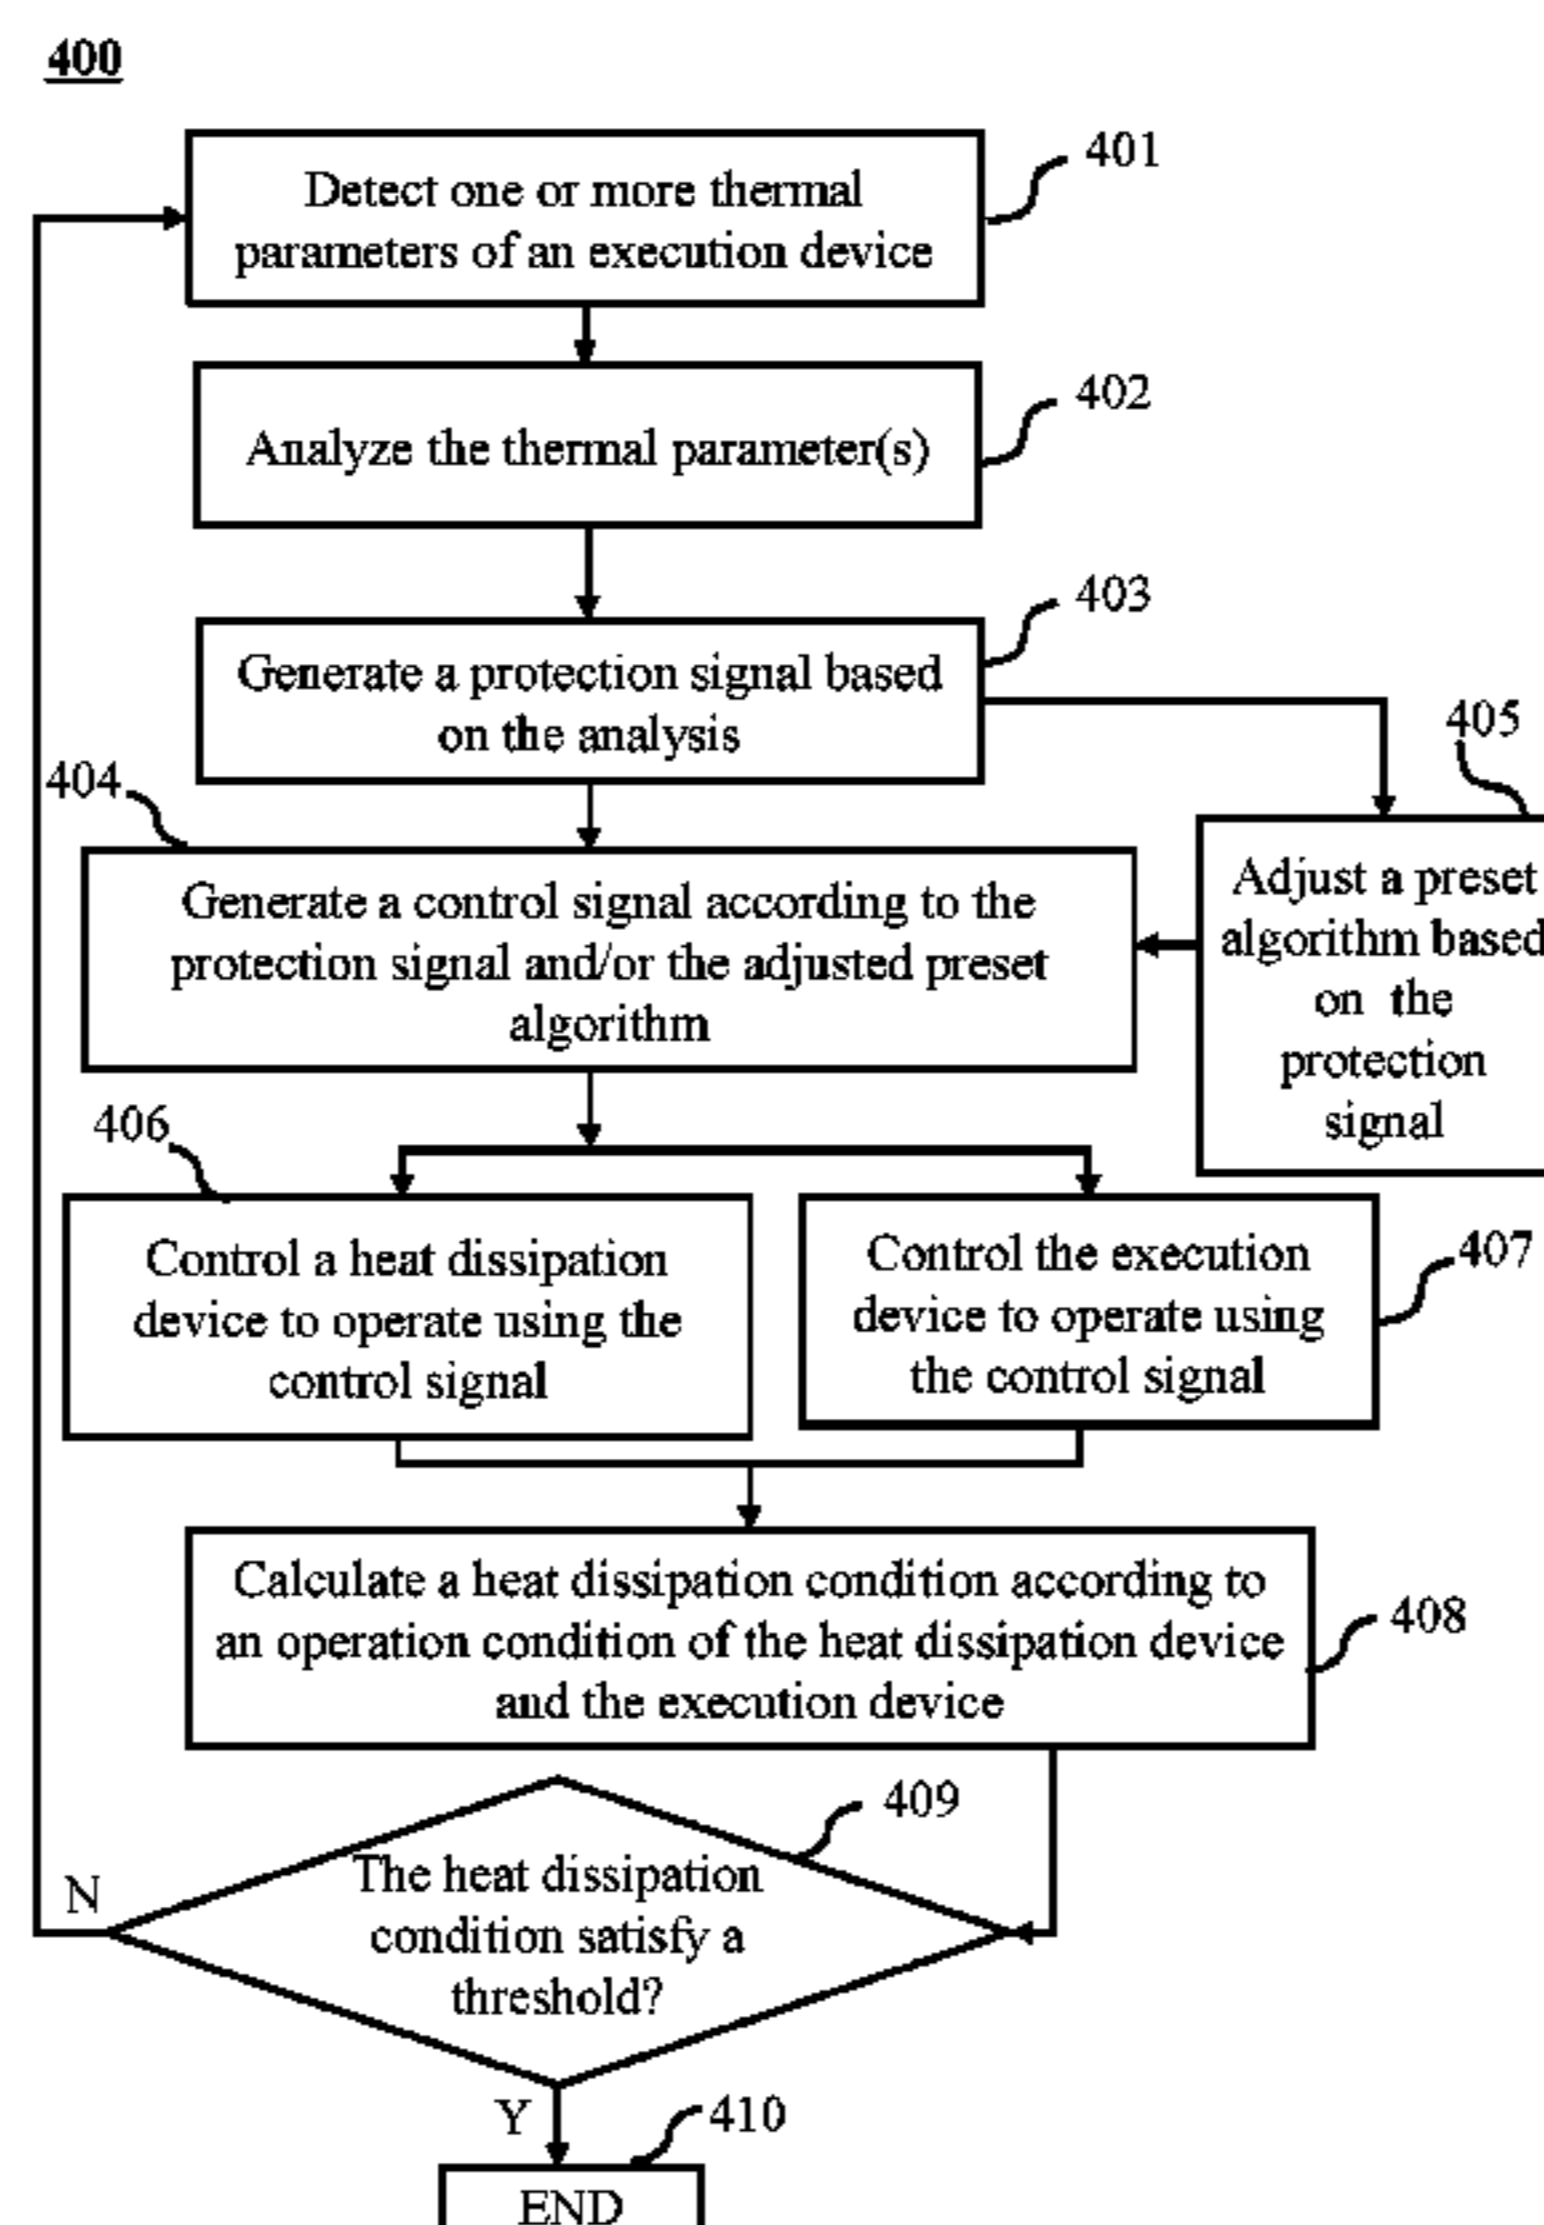 400
401
Detect one or more thermal
parameters of an execution device
402
Analyze the thermal parameter(s)
403
Generate a protection signal based
on the analysis
404
405
Generate a control signal according to the
protection signal and/or the adjusted preset
algorithm
Adjust a preset
algorithm based
on the
protection
signal
406
Control a heat dissipation
device to operate using the
control signal
407
Control the execution
device to operate using
the control signal
Calculate a heat dissipation condition according to
an operation condition of the heat dissipation device
and the execution device
408
409
The heat dissipation
condition satisfy a
threshold?
N
Y
410
END